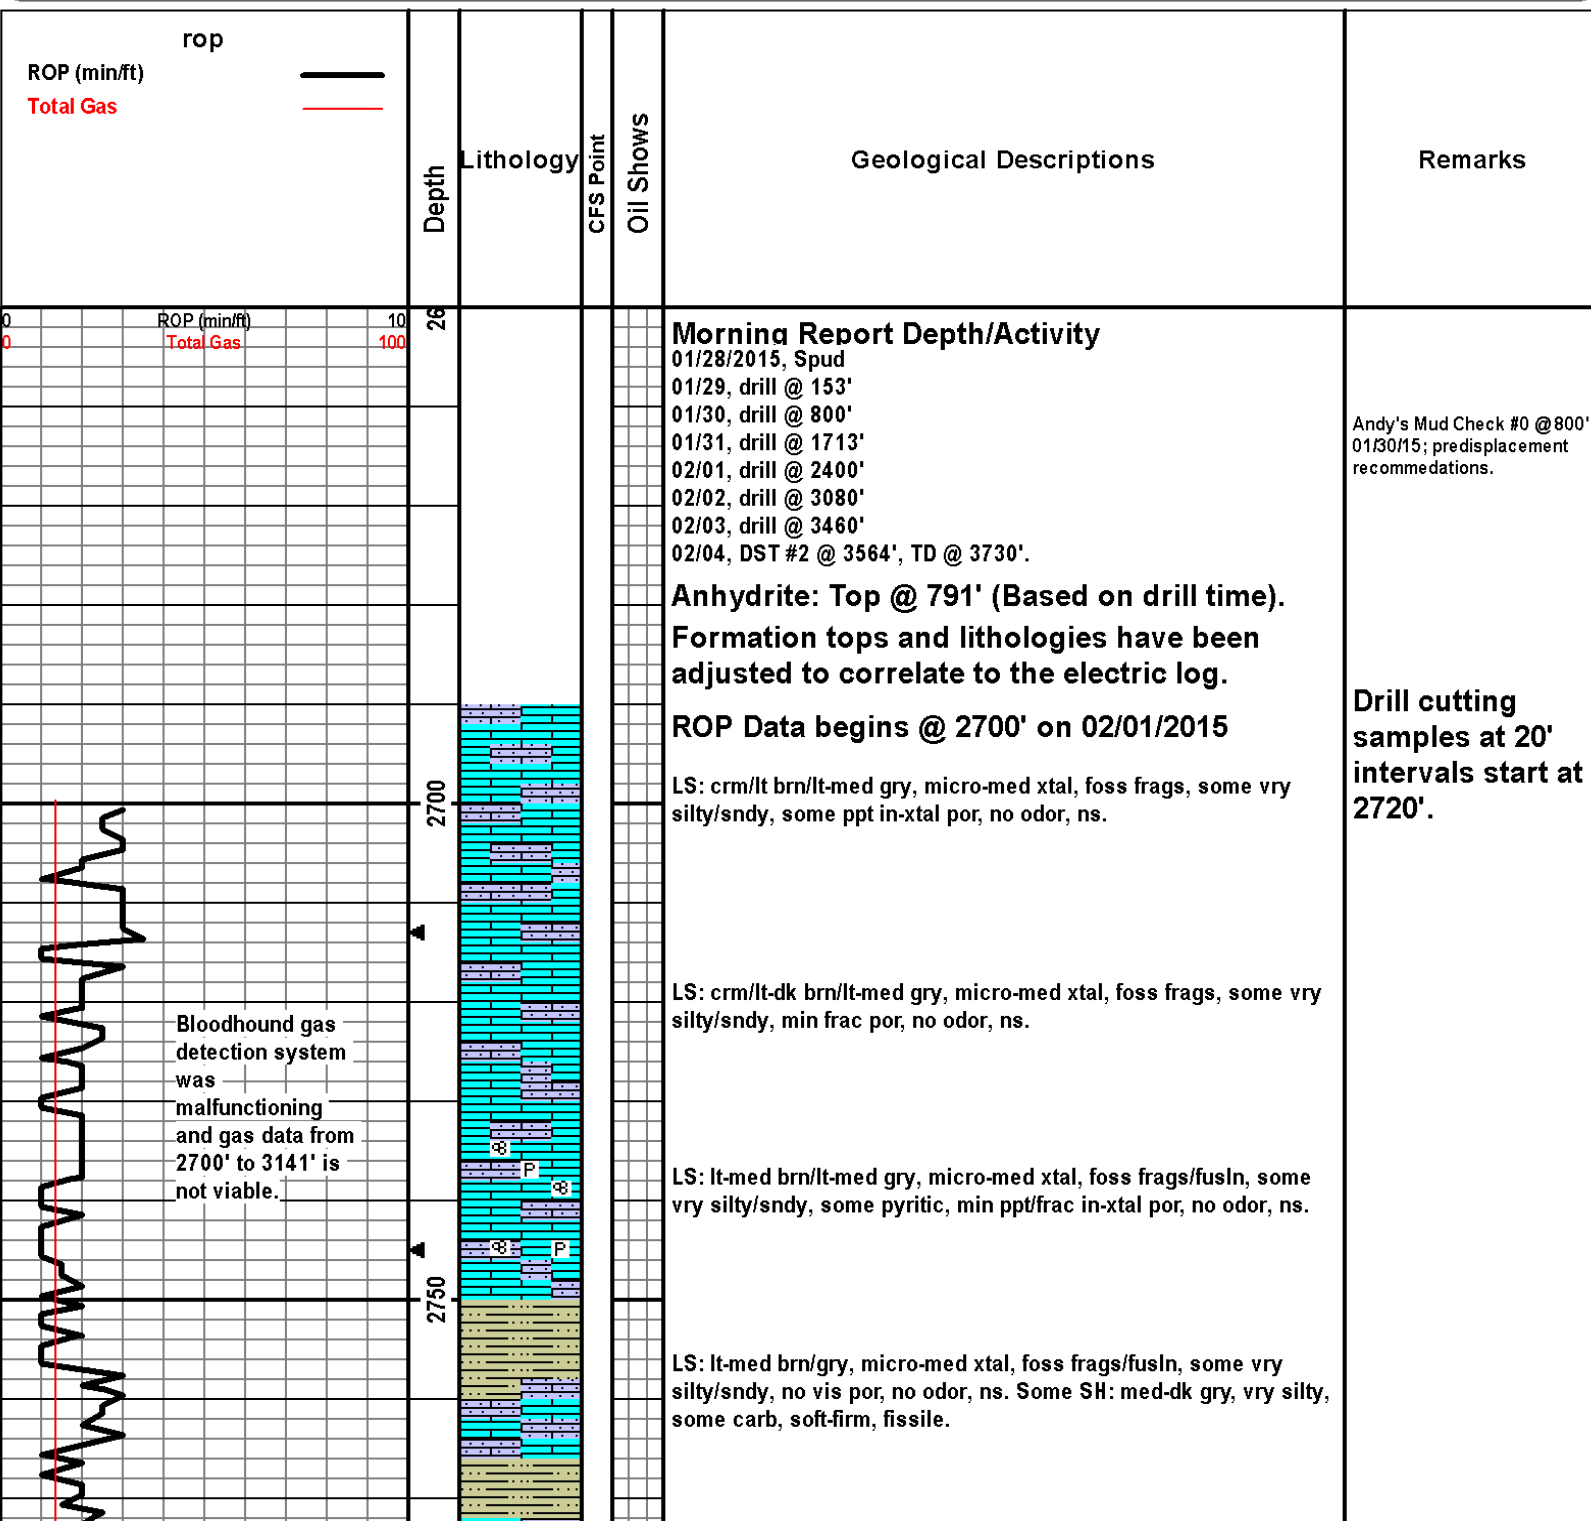 rop
ROP (min/ft)
Total Gas
Depth
Lithology
CFS Point
Oil Shows
Geological Descriptions
Remarks
0 ROP (min/ft) 10
0 Total Gas 100
26
Morning Report Depth/Activity
01/28/2015, Spud
01/29, drill @ 153'
01/30, drill @ 800'
01/31, drill @ 1713'
02/01, drill @ 2400'
02/02, drill @ 3080'
02/03, drill @ 3460'
02/04, DST #2 @ 3564', TD @ 3730'.
Anhydrite: Top @ 791' (Based on drill time).
Formation tops and lithologies have been
adjusted to correlate to the electric log.
ROP Data begins @ 2700' on 02/01/2015
Andy's Mud Check #0 @800'
01/30/15; predisplacement
recommedations.
Drill cutting
samples at 20'
intervals start at
2720'.
2700
LS: crm/lt brn/lt-med gry, micro-med xtal, foss frags, some vry
silty/sndy, some ppt in-xtal por, no odor, ns.
LS: crm/lt-dk brn/lt-med gry, micro-med xtal, foss frags, some vry
silty/sndy, min frac por, no odor, ns.
Bloodhound gas
detection system
was
malfunctioning
and gas data from
2700' to 3141' is
not viable.
P
LS: lt-med brn/lt-med gry, micro-med xtal, foss frags/fusln, some
vry silty/sndy, some pyritic, min ppt/frac in-xtal por, no odor, ns.
P
2750
LS: lt-med brn/gry, micro-med xtal, foss frags/fusln, some vry
silty/sndy, no vis por, no odor, ns. Some SH: med-dk gry, vry silty,
some carb, soft-firm, fissile.